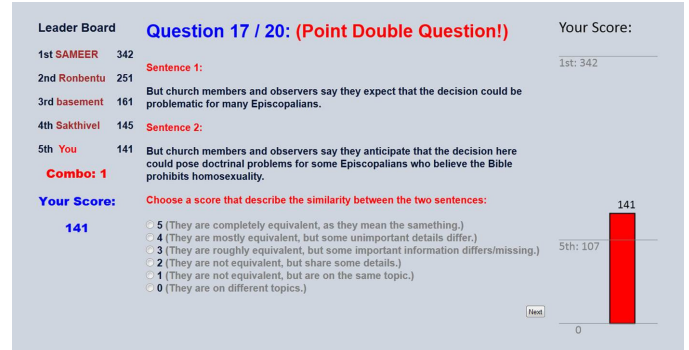 Leader Board
1st SAMEER 342
2nd Ronbentu 251
3rd basement 161
4th Sakthivel 145
5th You 141
Combo: 1
Your Score:
141
Question 17 / 20: (Point Double Question!)
Sentence 1:
But church members and observers say they expect that the decision could be
problematic for many Episcopalians.
Sentence 2:
But church members and observers say they anticipate that the decision here
could pose doctrinal problems for some Episcopalians who believe the Bible
prohibits homosexuality.
Choose a score that describe the similarity between the two sentences:
5 (They are completely equivalent, as they mean the samething.)
4 (They are mostly equivalent, but some unimportant details differ.)
3 (They are roughly equivalent, but some important information differs/missing.)
2 (They are not equivalent, but share some details.)
1 (They are not equivalent, but are on the same topic.)
0 (They are on different topics.)
Next
Your Score:
1st: 342
141
5th: 107
0